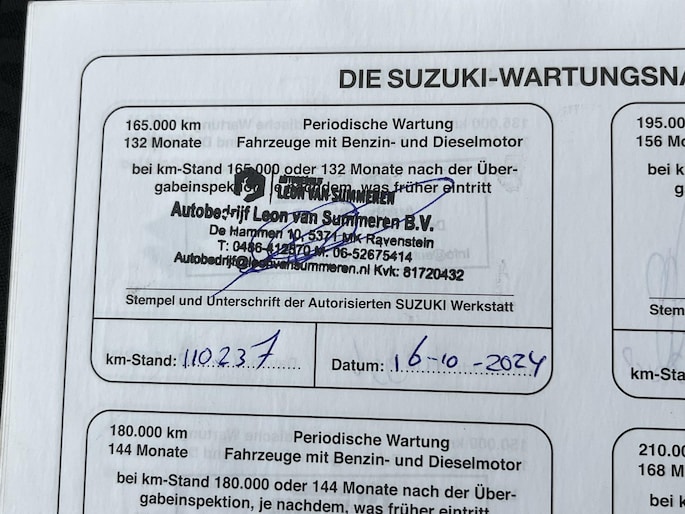 DIE SUZUKI-WARTUNGSNA
165.000 km Periodische Wartung
132 Monate Fahrzeuge mit Benzin- und Dieselmotor
bei km-Stand 165.000 oder 132 Monate nach der Über-
gabeinspektion, je nachdem, was früher eintritt
AUTOBEDRIJF
LEON VAN SUMMEREN
Autobedrijf Leon van Summeren B.V.
De Hammen 10, 5371 MK Ravenstein
T: 0486-412870 M: 06-52675414
Autobedrijf@leonvansummeren.nl Kvk: 81720432
Stempel und Unterschrift der Autorisierten SUZUKI Werkstatt
km-Stand: 110237 Datum: 16-10-2024
180.000 km Periodische Wartung
144 Monate Fahrzeuge mit Benzin- und Dieselmotor
bei km-Stand 180.000 oder 144 Monate nach der Über-
gabeinspektion, je nachdem, was früher eintritt
195.00
156 Mo
bei k
g
Stem
km-Sta
210.00
168 M
bei k